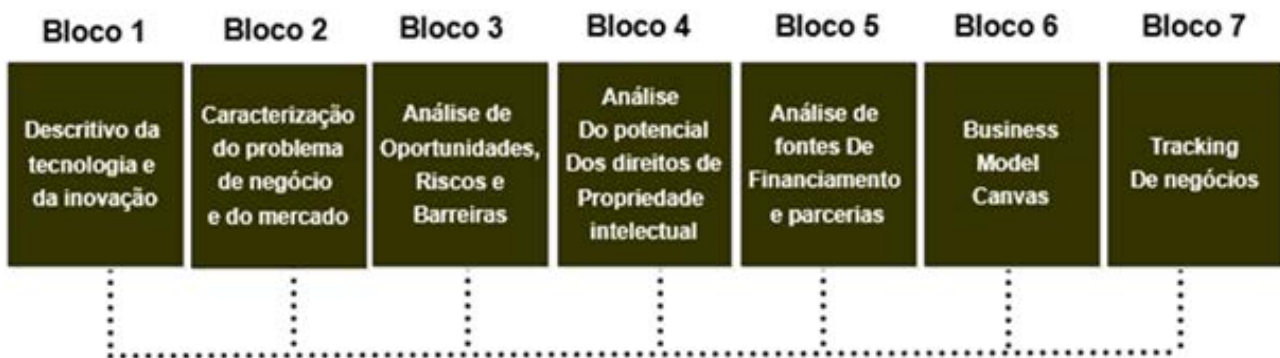 Bloco 1
Bloco 2
Bloco 3
Bloco 4
Bloco 5
Bloco 6
Bloco 7
Descritivo da
tecnologia e
da inovação
Caracterização
do problema
de negócio
e do mercado
Análise de
Oportunidades,
Riscos e
Barreiras
Análise
Do potencial
Dos direitos de
Propriedade
intelectual
Análise de
fontes De
Financiamento
e parcerias
Business
Model
Canvas
Tracking
De negócios